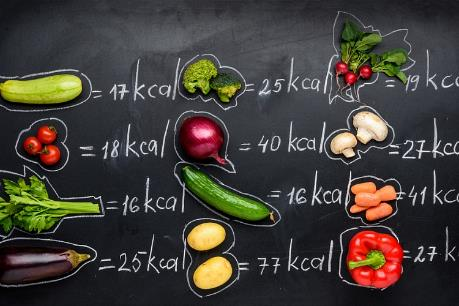 = 17 kcal = 25 kcal = 19 kcal
= 18 kcal = 40 kcal = 27 kcal
= 16 kcal = 16 kcal = 41 kcal
= 25 kcal = 77 kcal = 27 kcal